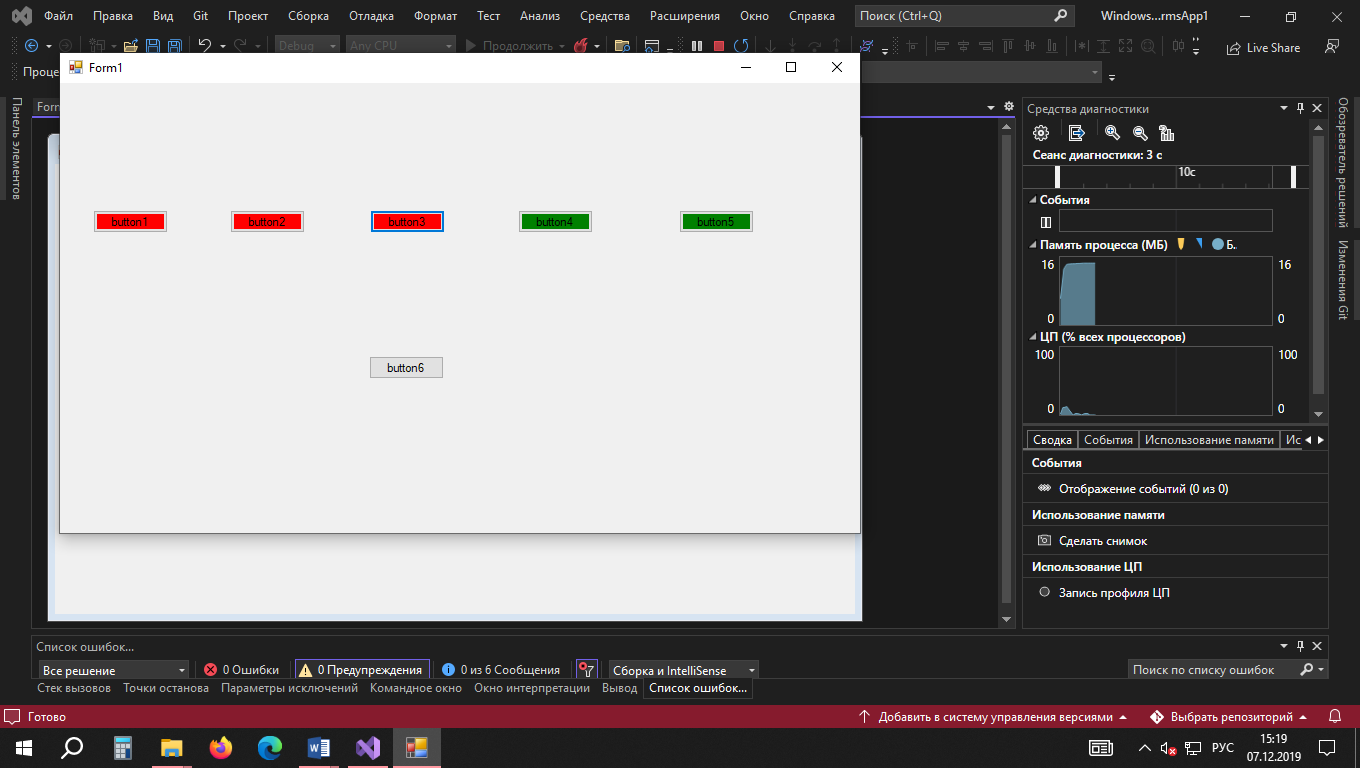 Файл Правка Вид Git Проект Сборка Отладка Формат Тест Анализ Средства Расширения Окно Справка Поиск (Ctrl+Q) Windows...rmsApp1
Debug Any CPU Продолжить Live Share
Проце
Form1
Form
Панель элементов
button1 button2 button3 button4 button5
button6
Средства диагностики
Сеанс диагностики: 3 с
10с
События
Память процесса (МБ) Б..
16 16
0 0
ЦП (% всех процессоров)
100 100
0 0
Сводка События Использование памяти Ис
События
Отображение событий (0 из 0)
Использование памяти
Сделать снимок
Использование ЦП
Запись профиля ЦП
Обозреватель решений
Изменения Git
Список ошибок...
Все решение 0 Ошибки 0 Предупреждения 0 из 6 Сообщения Сборка и IntelliSense Поиск по списку ошибок
Стек вызовов Точки останова Параметры исключений Командное окно Окно интерпретации Вывод Список ошибок...
Готово Добавить в систему управления версиями Выбрать репозиторий
РУС 15:19
07.12.2019